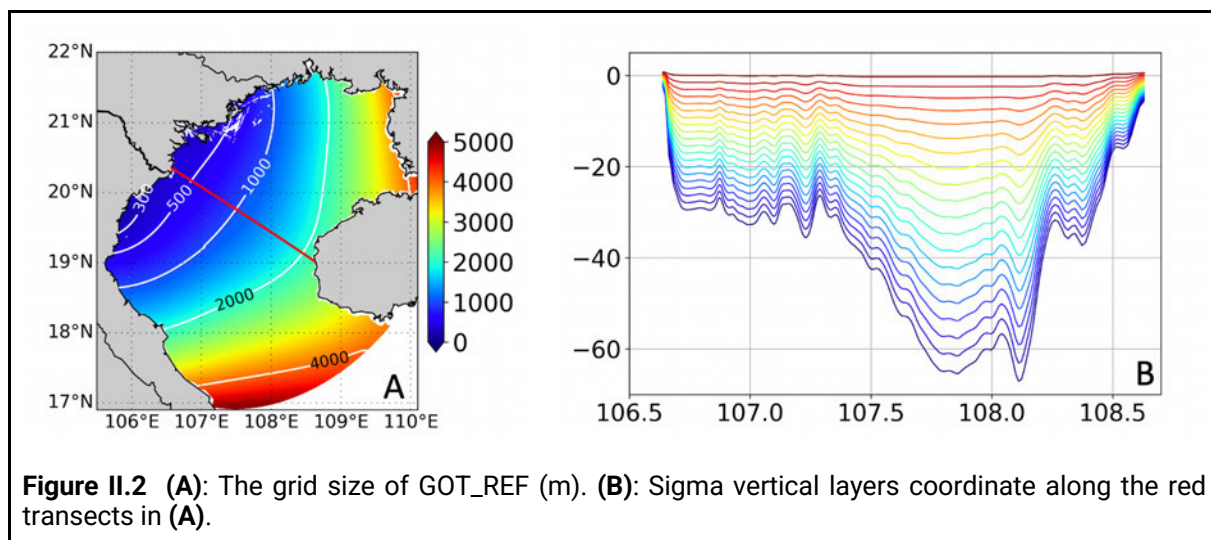 22°N
21°N
20°N
19°N
18°N
17°N
106°E 107°E 108°E 109°E 110°E
300
500
1000
2000
4000
A
5000
4000
3000
2000
1000
0
0
−20
−40
−60
106.5 107.0 107.5 108.0 108.5
B
Figure II.2 (A): The grid size of GOT_REF (m). (B): Sigma vertical layers coordinate along the red
transects in (A).